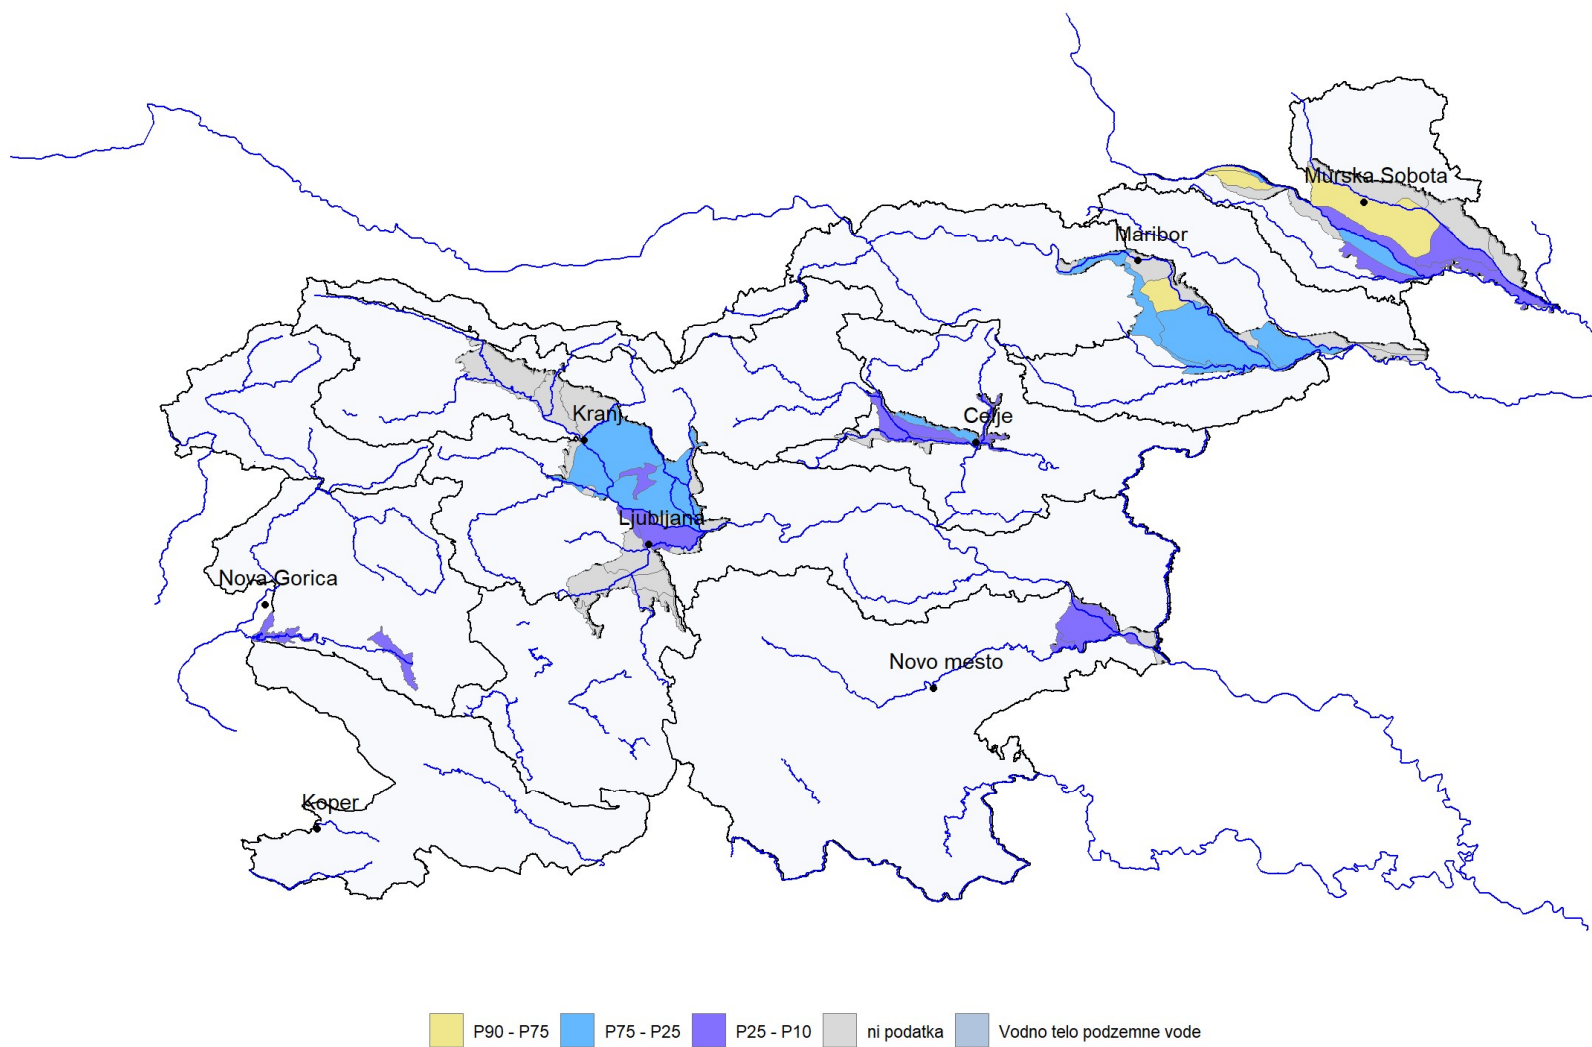 Murska Sobota
Maribor
Kranj
Celje
Ljubljana
Nova Gorica
Novo mesto
Koper
P90 - P75
P75 - P25
P25 - P10
ni podatka
Vodno telo podzemne vode